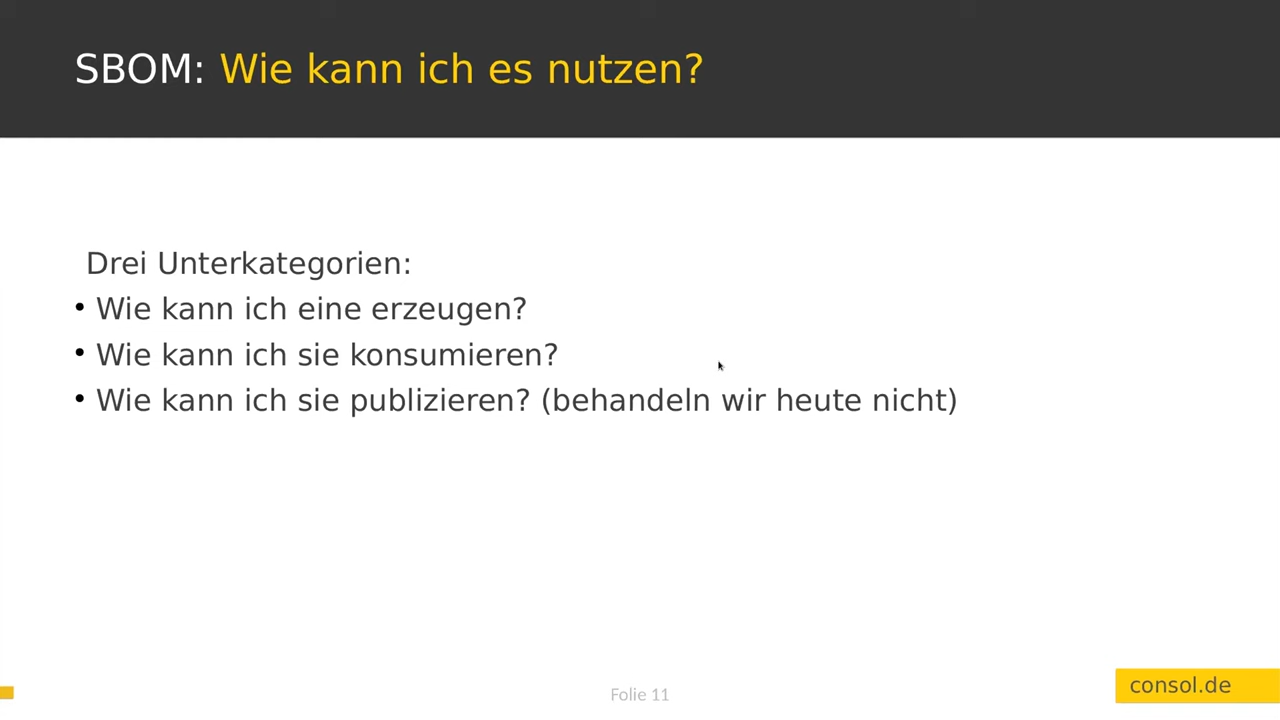 SBOM: Wie kann ich es nutzen?
Drei Unterkategorien:
• Wie kann ich eine erzeugen?
• Wie kann ich sie konsumieren?
• Wie kann ich sie publizieren? (behandeln wir heute nicht)
Folie 11
consol.de